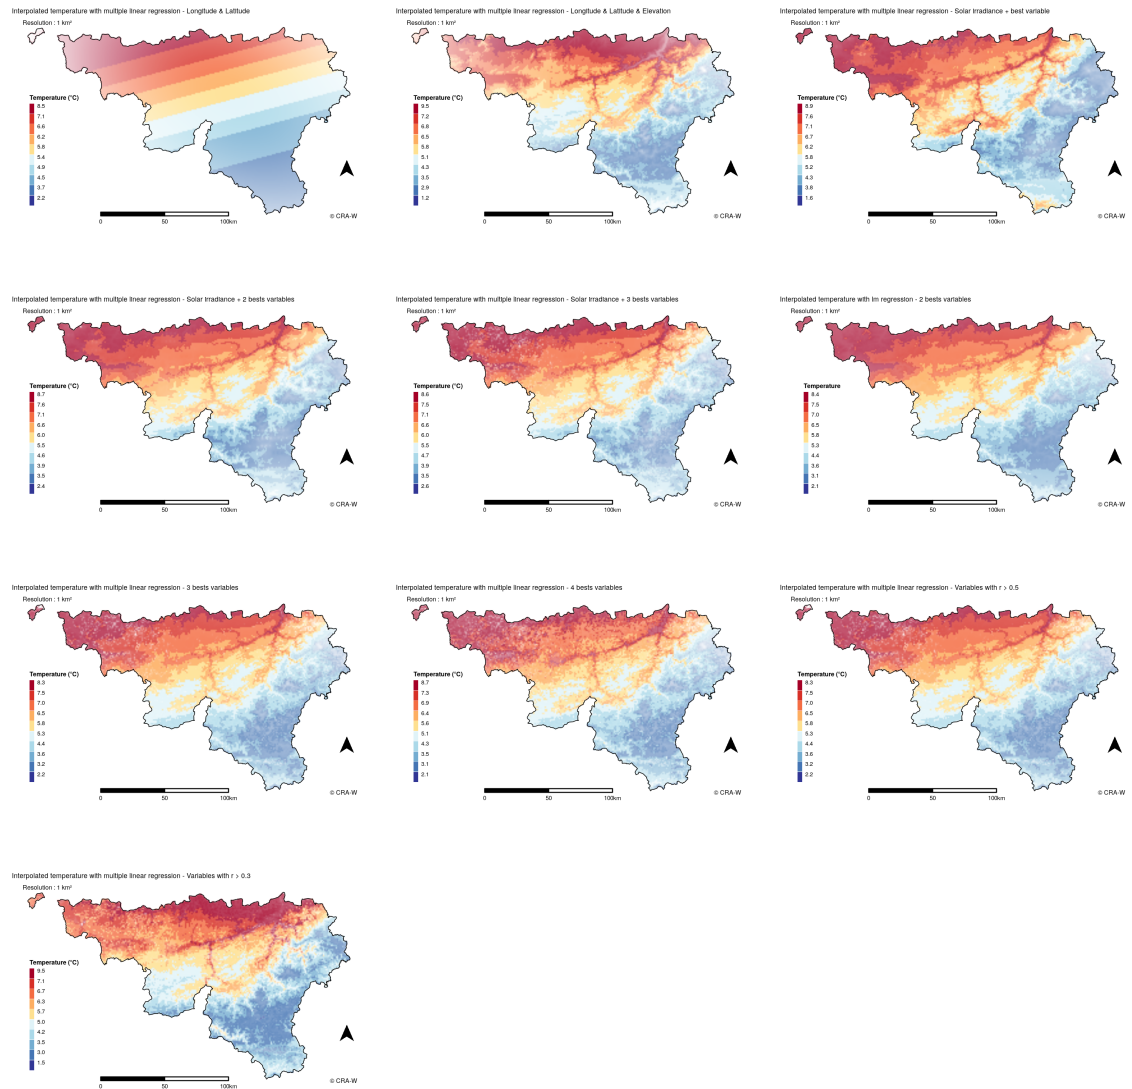 Interpolated temperature with multiple linear regression - Longitude & Latitude
Resolution : 1 km²
Temperature (°C)
8.5
7.1
6.6
6.2
5.8
5.4
4.9
4.5
3.7
2.2
0
50
100km
© CRA-W
Interpolated temperature with multiple linear regression - Longitude & Latitude & Elevation
Resolution : 1 km²
Temperature (°C)
9.5
7.2
6.8
6.4
5.8
5.1
4.3
3.5
2.9
1.2
0
50
100km
© CRA-W
Interpolated temperature with multiple linear regression - Solar irradiance + best variable
Resolution : 1 km²
Temperature (°C)
8.9
7.6
7.1
6.6
6.2
5.8
5.2
4.3
3.8
1.6
0
50
100km
© CRA-W
Interpolated temperature with multiple linear regression - Solar irradiance + 2 bests variables
Resolution : 1 km²
Temperature (°C)
8.7
7.6
7.1
6.6
6.0
5.5
4.7
3.9
3.5
2.4
0
50
100km
© CRA-W
Interpolated temperature with multiple linear regression - Solar irradiance + 3 bests variables
Resolution : 1 km²
Temperature (°C)
8.6
7.5
7.1
6.6
6.0
5.5
4.6
3.9
3.5
2.6
0
50
100km
© CRA-W
Interpolated temperature with lm regression - 2 bests variables
Resolution : 1 km²
Temperature
8.4
7.5
7.0
6.5
5.8
5.3
4.4
3.6
3.1
2.1
0
50
100km
© CRA-W
Interpolated temperature with multiple linear regression - 3 bests variables
Resolution : 1 km²
Temperature (°C)
8.3
7.5
7.0
6.5
5.8
5.3
4.4
3.6
3.2
2.2
0
50
100km
© CRA-W
Interpolated temperature with multiple linear regression - 4 bests variables
Resolution : 1 km²
Temperature (°C)
8.7
7.3
6.9
6.4
5.8
5.1
4.3
3.5
3.1
2.1
0
50
100km
© CRA-W
Interpolated temperature with multiple linear regression - Variables with r > 0.5
Resolution : 1 km²
Temperature (°C)
8.3
7.5
7.0
6.5
5.8
5.3
4.4
3.6
3.2
2.2
0
50
100km
© CRA-W
Interpolated temperature with multiple linear regression - Variables with r > 0.3
Resolution : 1 km²
Temperature (°C)
9.5
7.1
6.7
6.3
5.7
5.0
4.2
3.5
3.0
1.5
0
50
100km
© CRA-W